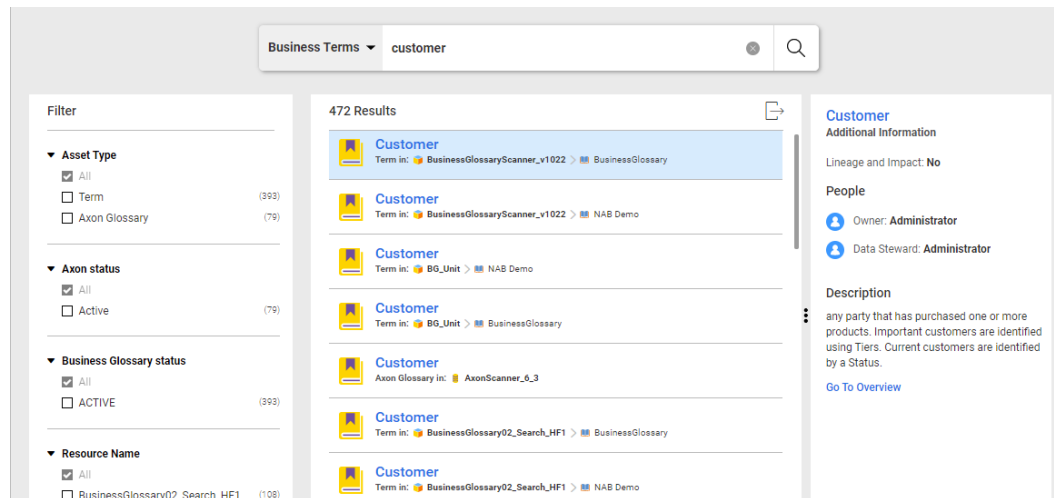 Business Terms
customer
Filter
Asset Type
All
Term (393)
Axon Glossary (79)
Axon status
All
Active (79)
Business Glossary status
All
ACTIVE (393)
Resource Name
All
BusinessGlossary02_Search_HF1 (108)
472 Results
Customer
Term in: BusinessGlossaryScanner_v1022 > BusinessGlossary
Customer
Term in: BusinessGlossaryScanner_v1022 > NAB Demo
Customer
Term in: BG_Unit > NAB Demo
Customer
Term in: BG_Unit > BusinessGlossary
Customer
Axon Glossary in: AxonScanner_6_3
Customer
Term in: BusinessGlossary02_Search_HF1 > BusinessGlossary
Customer
Term in: BusinessGlossary02_Search_HF1 > NAB Demo
Customer
Additional Information
Lineage and Impact: No
People
Owner: Administrator
Data Steward: Administrator
Description
any party that has purchased one or more
products. Important customers are identified
using Tiers. Current customers are identified
by a Status.
Go To Overview